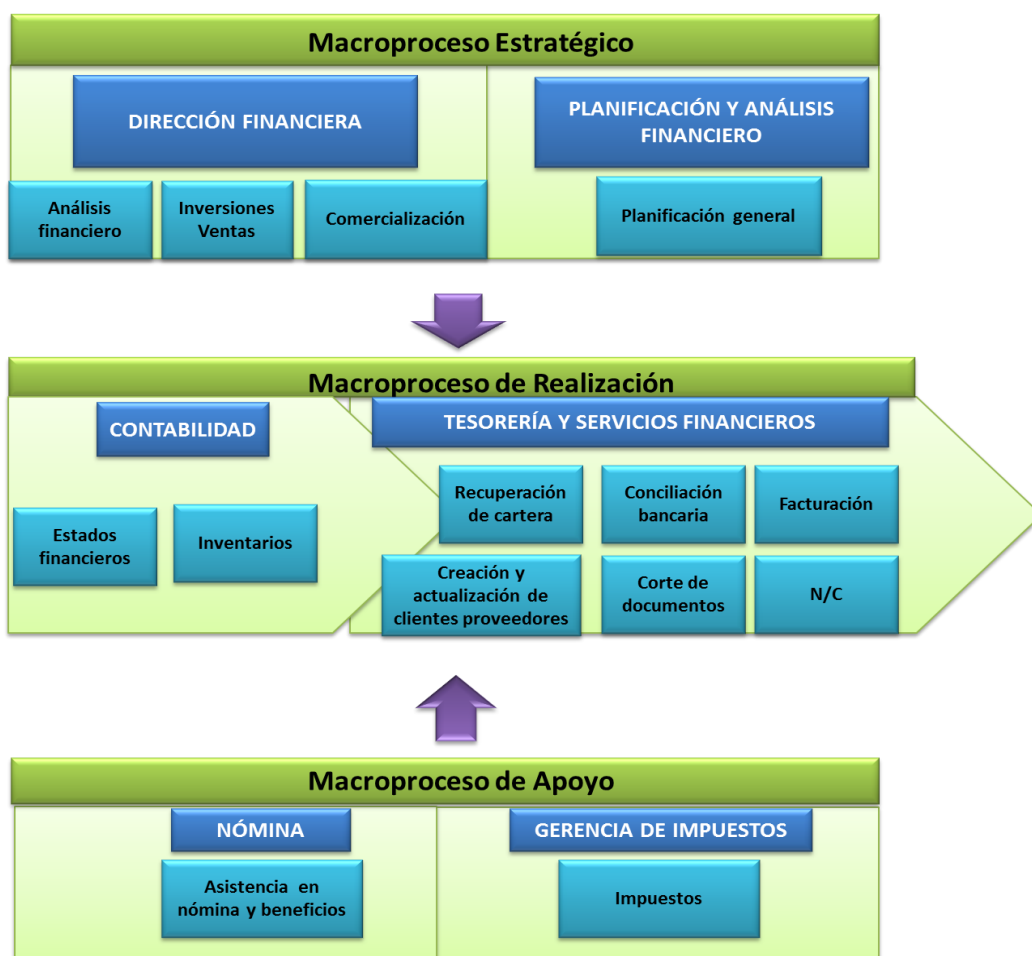 Macroproceso Estratégico
DIRECCIÓN FINANCIERA
PLANIFICACIÓN Y ANÁLISIS
FINANCIERO
Análisis
financiero
Inversiones
Ventas
Comercialización
Planificación general
Macroproceso de Realización
CONTABILIDAD
TESORERÍA Y SERVICIOS FINANCIEROS
Estados
financieros
Inventarios
Recuperación
de cartera
Conciliación
bancaria
Facturación
Creación y
actualización de
clientes proveedores
Corte de
documentos
N/C
Macroproceso de Apoyo
NÓMINA
GERENCIA DE IMPUESTOS
Asistencia en
nómina y beneficios
Impuestos